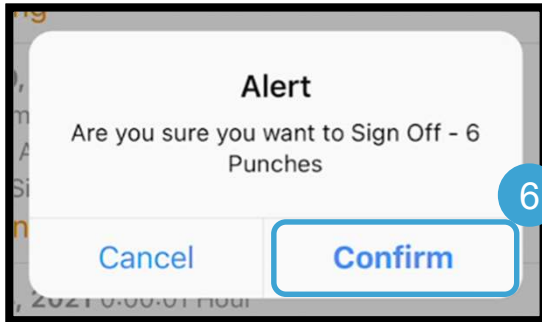 ng
Alert
Are you sure you want to Sign Off - 6
Punches
6
Cancel
Confirm
, 2021 0:00:01 Hour